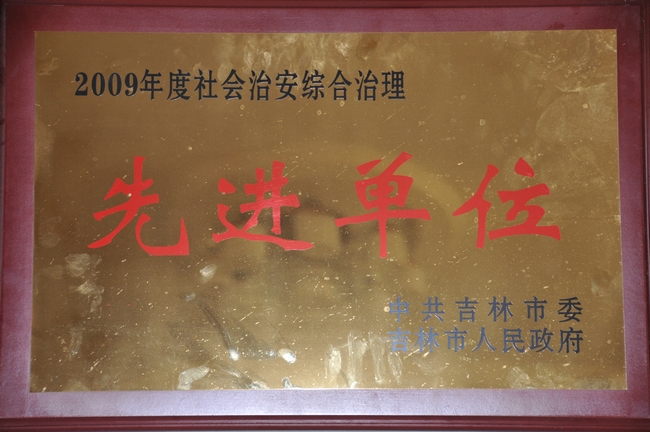 2009年度社会治安综合治理
先进单位
中共吉林市委
吉林市人民政府